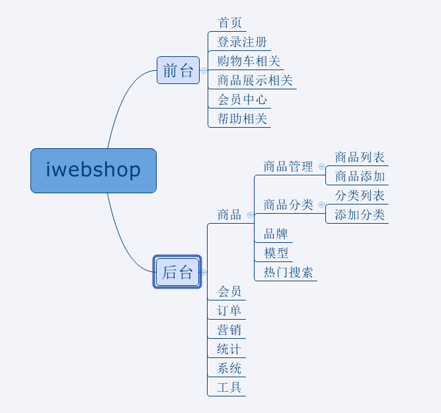 iwebshop
前台
首页
登录注册
购物车相关
商品展示相关
会员中心
帮助相关
后台
商品
商品管理
商品列表
商品添加
商品分类
分类列表
添加分类
品牌
模型
热门搜索
会员
订单
营销
统计
系统
工具